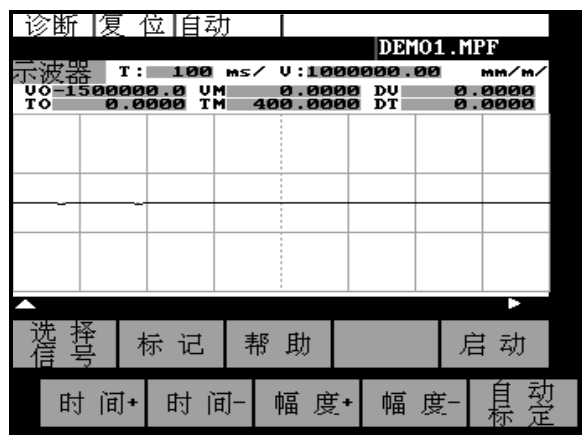 诊断 复 位 自动
DEMO1.MPF
示波器 T: 100 ms/ V:1000000.00 mm/m/
VO-1500000.0 VM 0.0000 DV 0.0000
TO 0.0000 TM 400.0000 DT 0.0000
选 择 信 号 标 记 帮 助 启 动
时 间+ 时 间- 幅 度+ 幅 度- 自 动 标 定